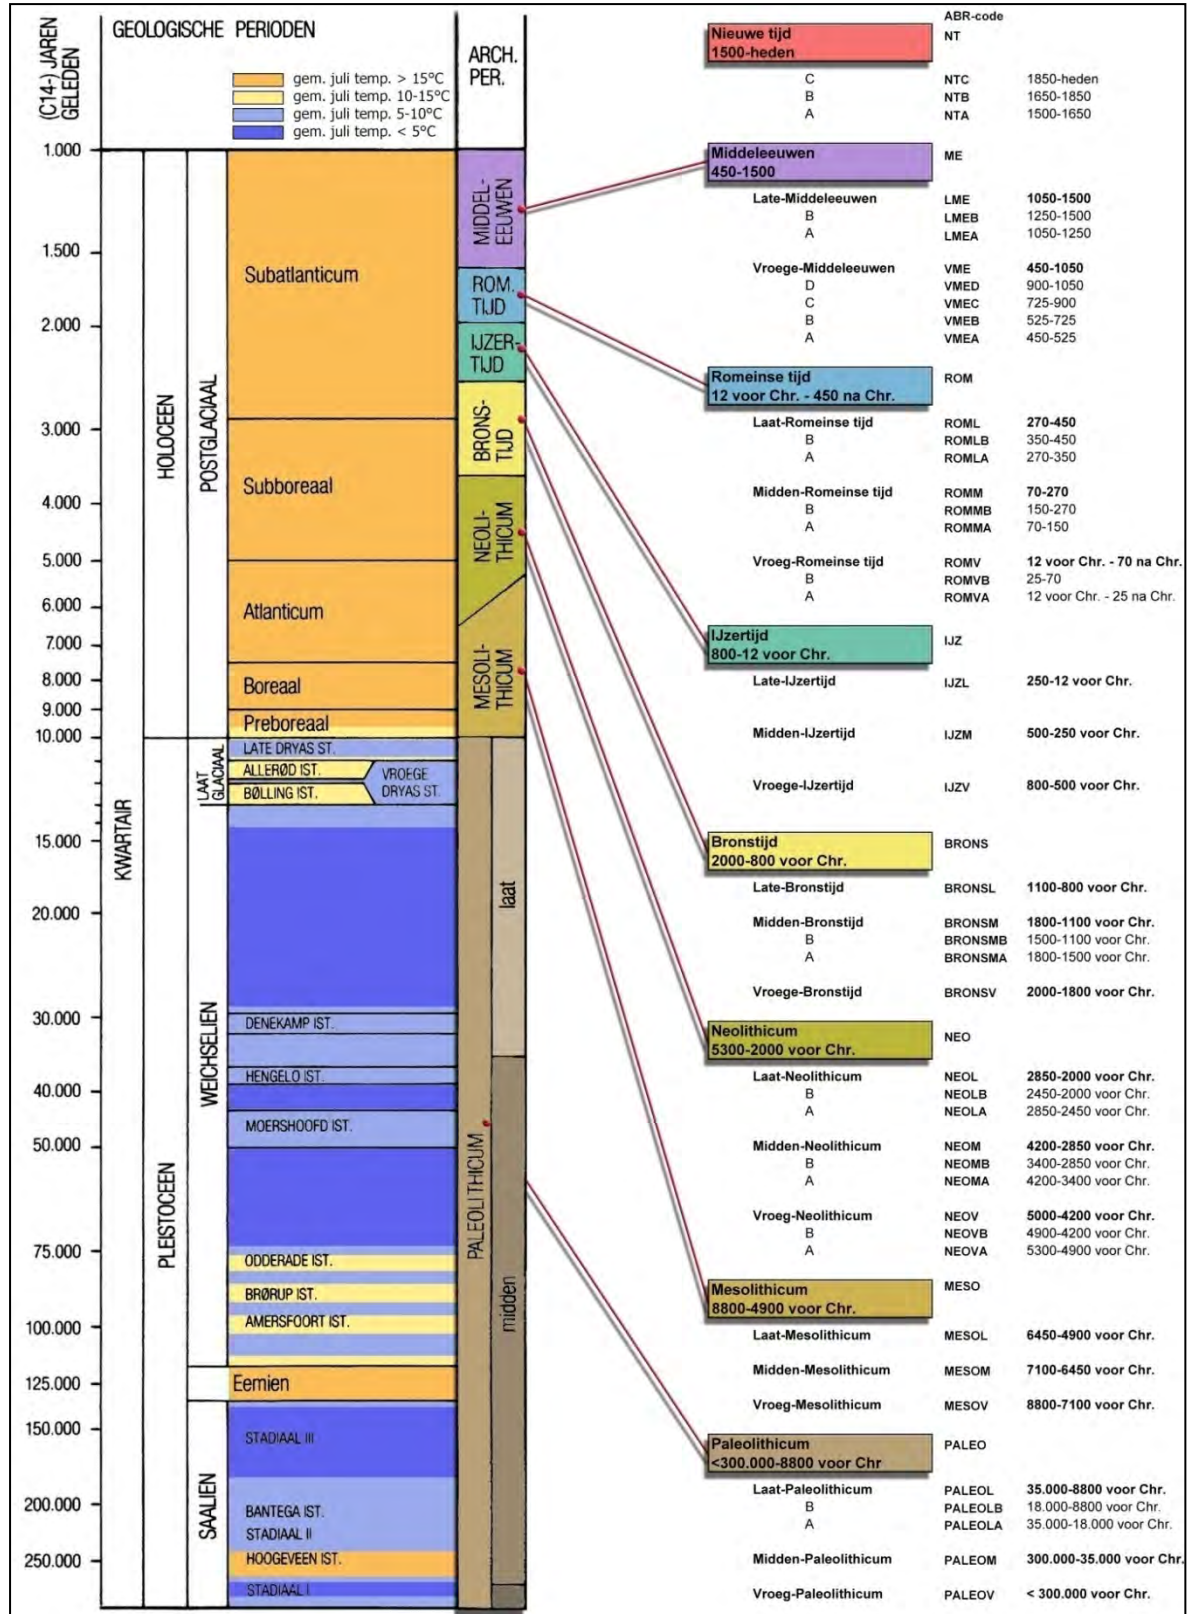 (C14-) JAREN
GELEDEN
GEOLOGISCHE PERIODEN
gem. juli temp. > 15°C
gem. juli temp. 10-15°C
gem. juli temp. 5-10°C
gem. juli temp. < 5°C
ARCH.
PER.
1.000
1.500
2.000
3.000
4.000
5.000
6.000
7.000
8.000
9.000
10.000
15.000
20.000
30.000
40.000
50.000
75.000
100.000
125.000
150.000
200.000
250.000
KWARTAIR
HOLOCEEN
PLEISTOCEEN
POSTGLACIAAL
LAAT
GLACIAAL
WEICHSELIEN
SAALIEN
Subatlanticum
Subboreaal
Atlanticum
Boreaal
Preboreaal
LATE DRYAS ST.
ALLERØD IST.
VROEGE
DRYAS ST.
BØLLING IST.
DENEKAMP IST.
HENGELO IST.
MOERSHOOFD IST.
ODDERADE IST.
BRØRUP IST.
AMERSFOORT IST.
Eemien
STADIAAL III
BANTEGA IST.
STADIAAL II
HOOGEVEEN IST.
STADIAAL I
MIDDEL-
EEUWEN
ROM.
TIJD
IJZER-
TIJD
BRONS-
TIJD
NEOLI-
THICUM
MESOLI-
THICUM
PALEOLITHICUM
laat
midden
ABR-code
Nieuwe tijd NT
1500-heden
C NTC 1850-heden
B NTB 1650-1850
A NTA 1500-1650
Middeleeuwen ME
450-1500
Late-Middeleeuwen LME 1050-1500
B LMEB 1250-1500
A LMEA 1050-1250
Vroege-Middeleeuwen VME 450-1050
D VMED 900-1050
C VMEC 725-900
B VMEB 525-725
A VMEA 450-525
Romeinse tijd ROM
12 voor Chr. - 450 na Chr.
Laat-Romeinse tijd ROML 270-450
B ROMLB 350-450
A ROMLA 270-350
Midden-Romeinse tijd ROMM 70-270
B ROMMB 150-270
A ROMMA 70-150
Vroeg-Romeinse tijd ROMV 12 voor Chr. - 70 na Chr.
B ROMVB 25-70
A ROMVA 12 voor Chr. - 25 na Chr.
IJzertijd IJZ
800-12 voor Chr.
Late-IJzertijd IJZL 250-12 voor Chr.
Midden-IJzertijd IJZM 500-250 voor Chr.
Vroege-IJzertijd IJZV 800-500 voor Chr.
Bronstijd BRONS
2000-800 voor Chr.
Late-Bronstijd BRONSL 1100-800 voor Chr.
Midden-Bronstijd BRONSM 1800-1100 voor Chr.
B BRONSMB 1500-1100 voor Chr.
A BRONSMA 1800-1500 voor Chr.
Vroege-Bronstijd BRONSV 2000-1800 voor Chr.
Neolithicum NEO
5300-2000 voor Chr.
Laat-Neolithicum NEOL 2850-2000 voor Chr.
B NEOLB 2450-2000 voor Chr.
A NEOLA 2850-2450 voor Chr.
Midden-Neolithicum NEOM 4200-2850 voor Chr.
B NEOMB 3400-2850 voor Chr.
A NEOMA 4200-3400 voor Chr.
Vroeg-Neolithicum NEOV 5000-4200 voor Chr.
B NEOVB 4900-4200 voor Chr.
A NEOVA 5300-4900 voor Chr.
Mesolithicum MESO
8800-4900 voor Chr.
Laat-Mesolithicum MESOL 6450-4900 voor Chr.
Midden-Mesolithicum MESOM 7100-6450 voor Chr.
Vroeg-Mesolithicum MESOV 8800-7100 voor Chr.
Paleolithicum PALEO
<300.000-8800 voor Chr
Laat-Paleolithicum PALEOL 35.000-8800 voor Chr.
B PALEOLB 18.000-8800 voor Chr.
A PALEOLA 35.000-18.000 voor Chr.
Midden-Paleolithicum PALEOM 300.000-35.000 voor Chr.
Vroeg-Paleolithicum PALEOV < 300.000 voor Chr.